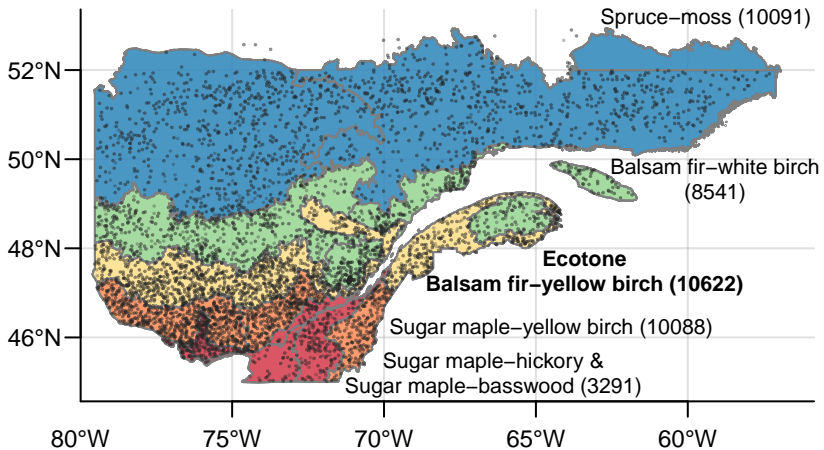 Spruce−moss (10091)
52°N
50°N
Balsam fir−white birch
(8541)
48°N
Ecotone
Balsam fir−yellow birch (10622)
46°N
Sugar maple−yellow birch (10088)
Sugar maple−hickory &
Sugar maple−basswood (3291)
80°W 75°W 70°W 65°W 60°W